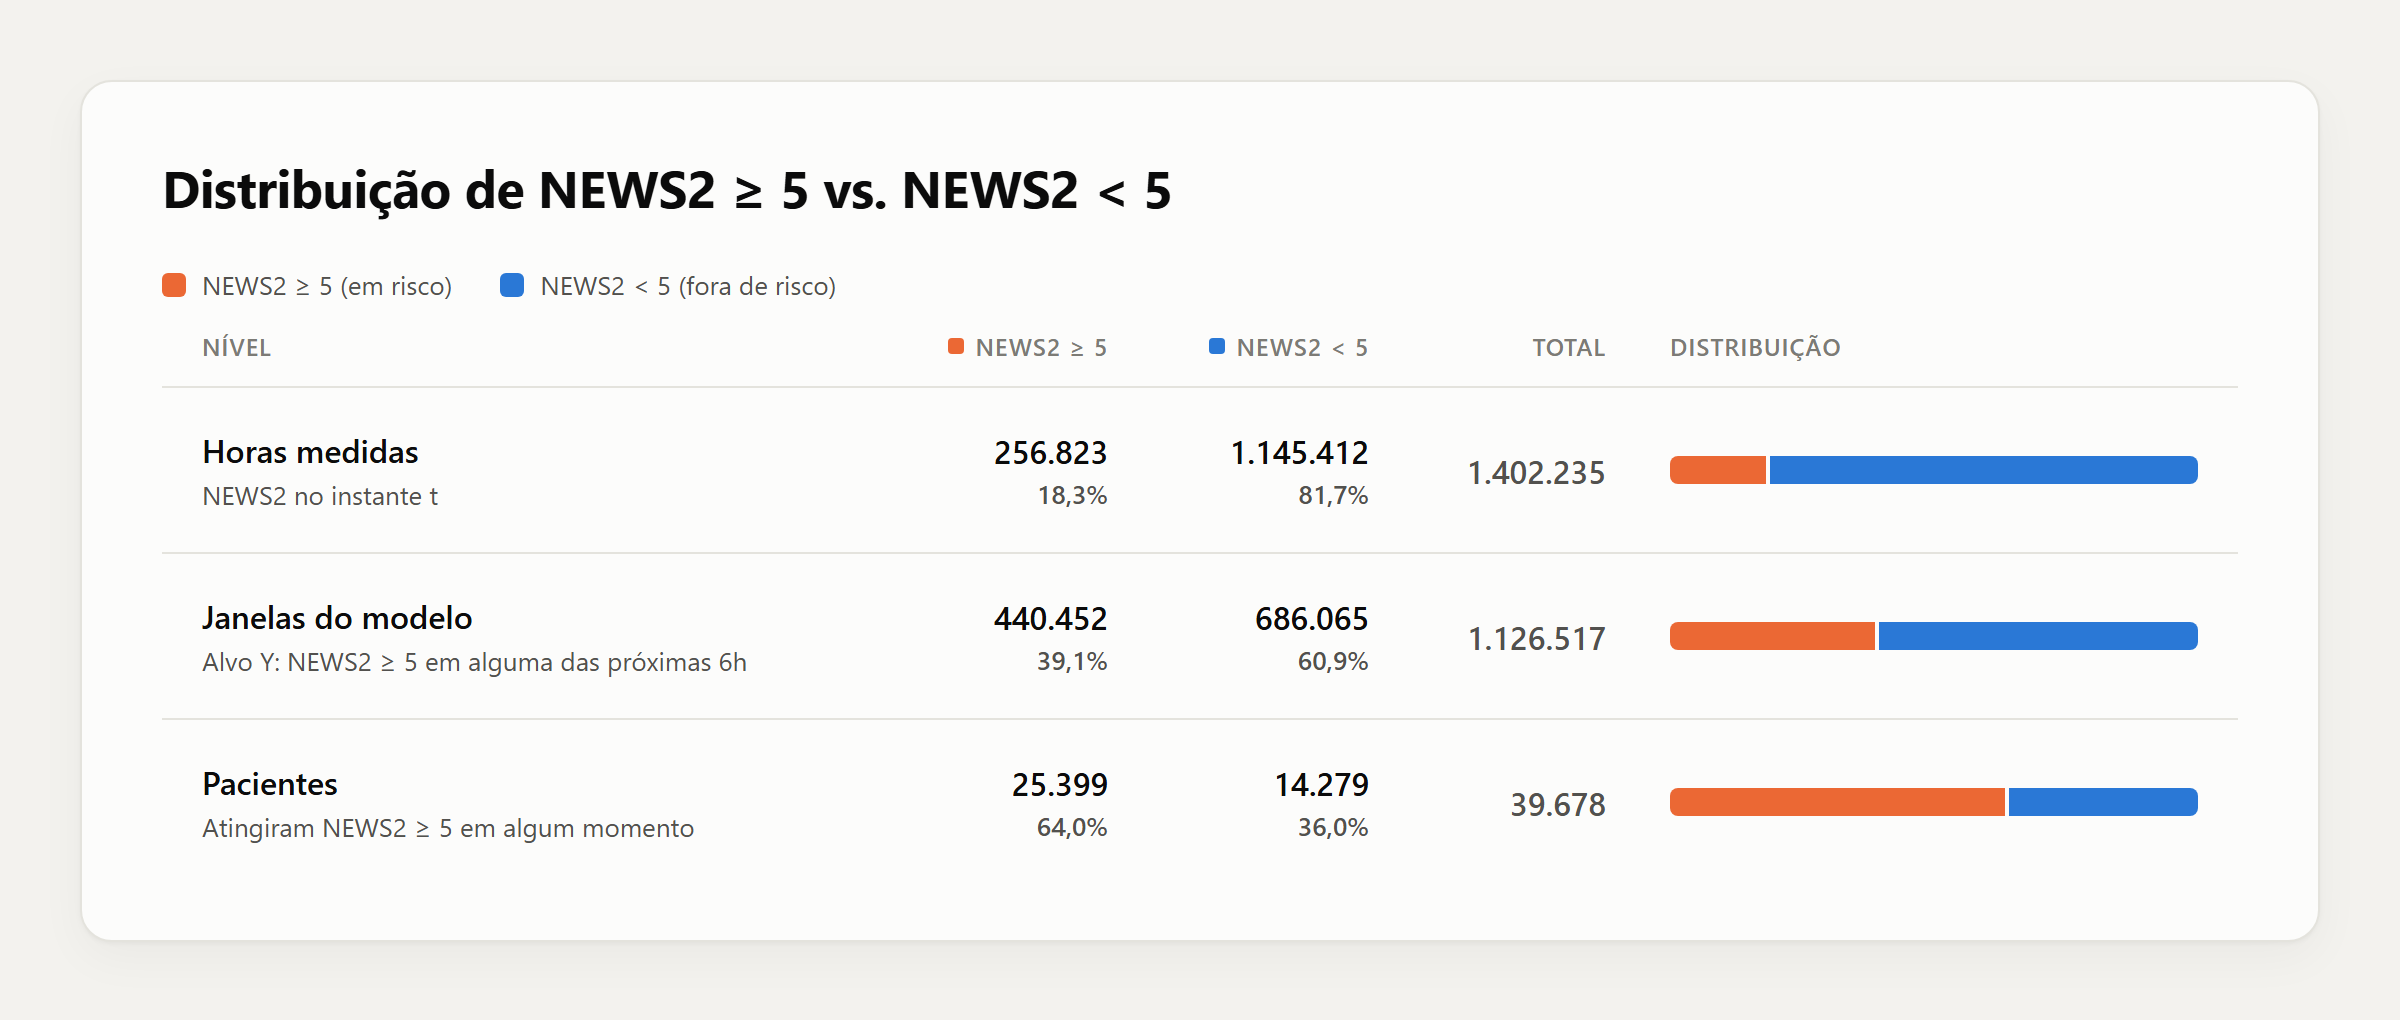 Distribuição de NEWS2 ≥ 5 vs. NEWS2 < 5
NEWS2 ≥ 5 (em risco) NEWS2 < 5 (fora de risco)
NÍVEL NEWS2 ≥ 5 NEWS2 < 5 TOTAL DISTRIBUIÇÃO
Horas medidas 256.823 1.145.412 1.402.235
NEWS2 no instante t 18,3% 81,7%
Janelas do modelo 440.452 686.065 1.126.517
Alvo Y: NEWS2 ≥ 5 em alguma das próximas 6h 39,1% 60,9%
Pacientes 25.399 14.279 39.678
Atingiram NEWS2 ≥ 5 em algum momento 64,0% 36,0%